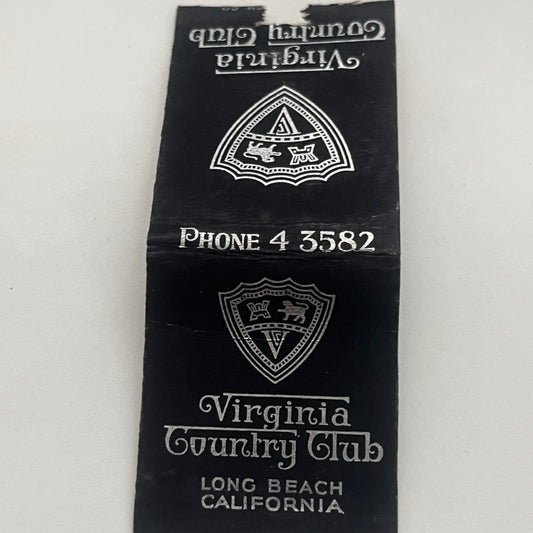 Virginia
Country Club
PHONE 4 3582
Virginia
Country Club
LONG BEACH
CALIFORNIA